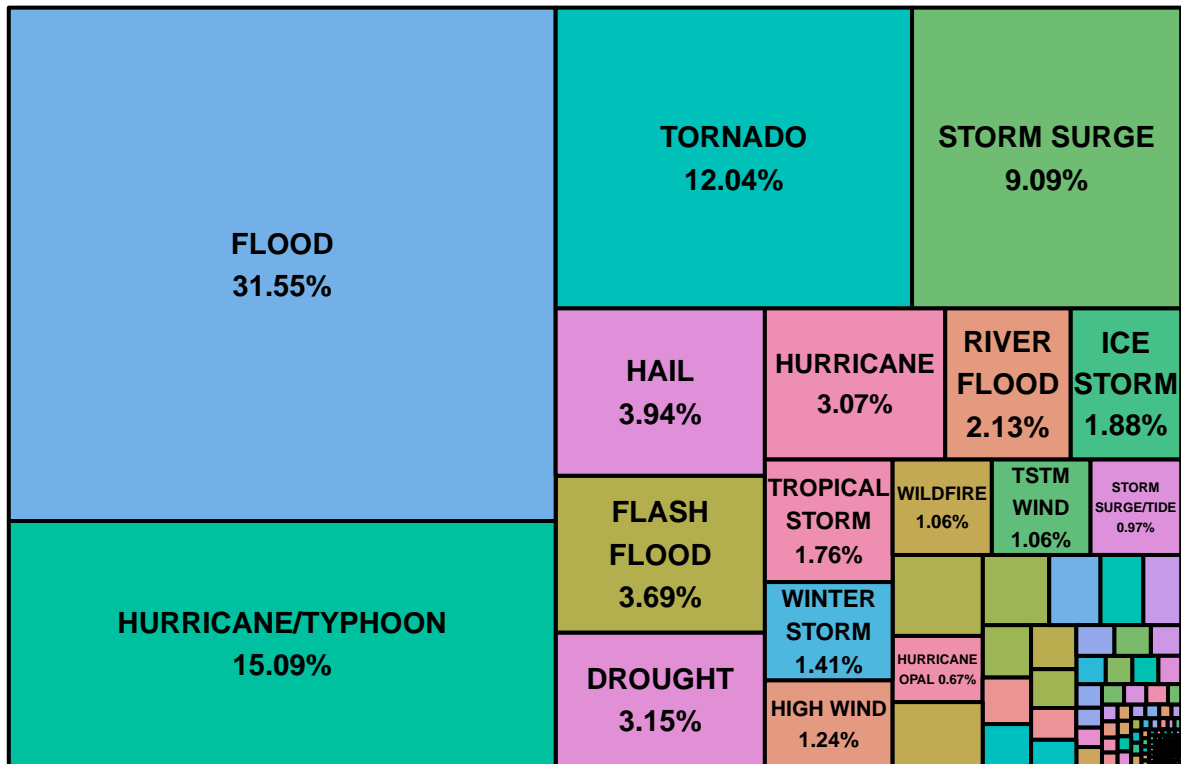 FLOOD
31.55%
HURRICANE/TYPHOON
15.09%
TORNADO
12.04%
STORM SURGE
9.09%
HAIL
3.94%
FLASH
FLOOD
3.69%
DROUGHT
3.15%
HURRICANE
3.07%
RIVER
FLOOD
2.13%
ICE
STORM
1.88%
TROPICAL
STORM
1.76%
WINTER
STORM
1.41%
HIGH WIND
1.24%
WILDFIRE
1.06%
TSTM
WIND
1.06%
STORM
SURGE/TIDE
0.97%
HURRICANE
OPAL 0.67%